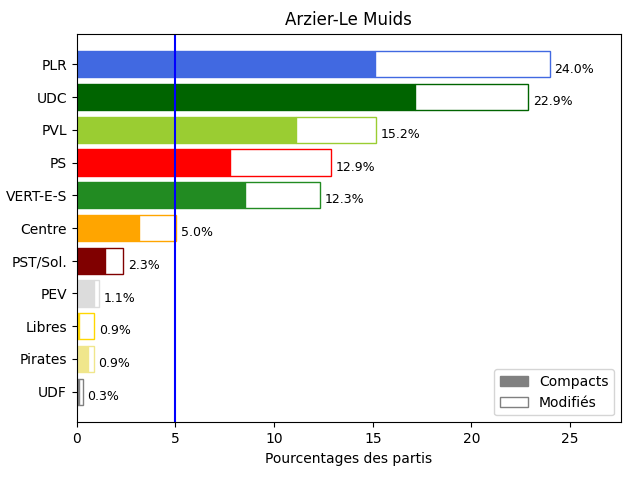 Arzier-Le Muids
PLR 24.0%
UDC 22.9%
PVL 15.2%
PS 12.9%
VERT-E-S 12.3%
Centre 5.0%
PST/Sol. 2.3%
PEV 1.1%
Libres 0.9%
Pirates 0.9%
UDF 0.3%
Compacts
Modifiés
0 5 10 15 20 25
Pourcentages des partis